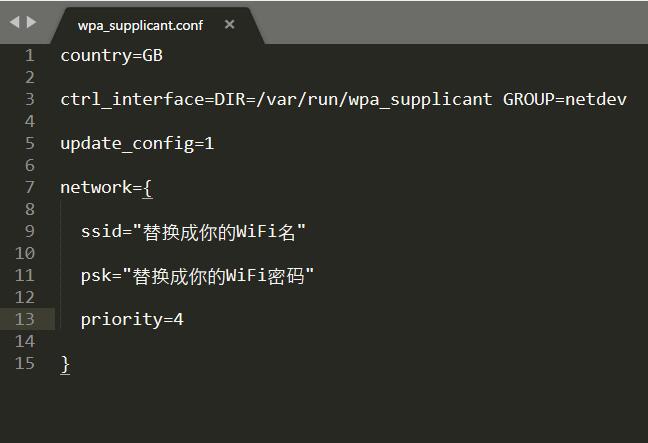 wpa_supplicant.conf ×
1 country=GB
2
3 ctrl_interface=DIR=/var/run/wpa_supplicant GROUP=netdev
4
5 update_config=1
6
7 network={
8
9 ssid="替换成你的WiFi名"
10
11 psk="替换成你的WiFi密码"
12
13 priority=4
14
15 }